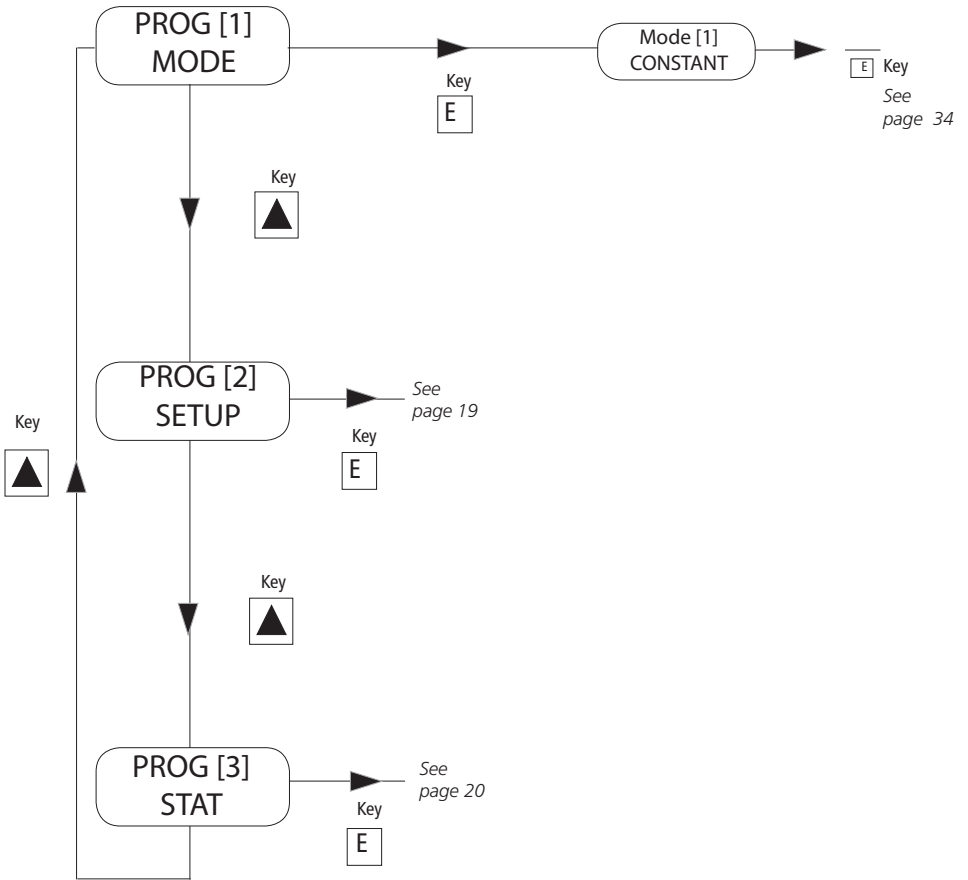 PROG [1]
MODE
Key
E
Mode [1]
CONSTANT
E Key
See
page 34
Key
PROG [2]
SETUP
See
page 19
Key
E
Key
Key
PROG [3]
STAT
See
page 20
Key
E